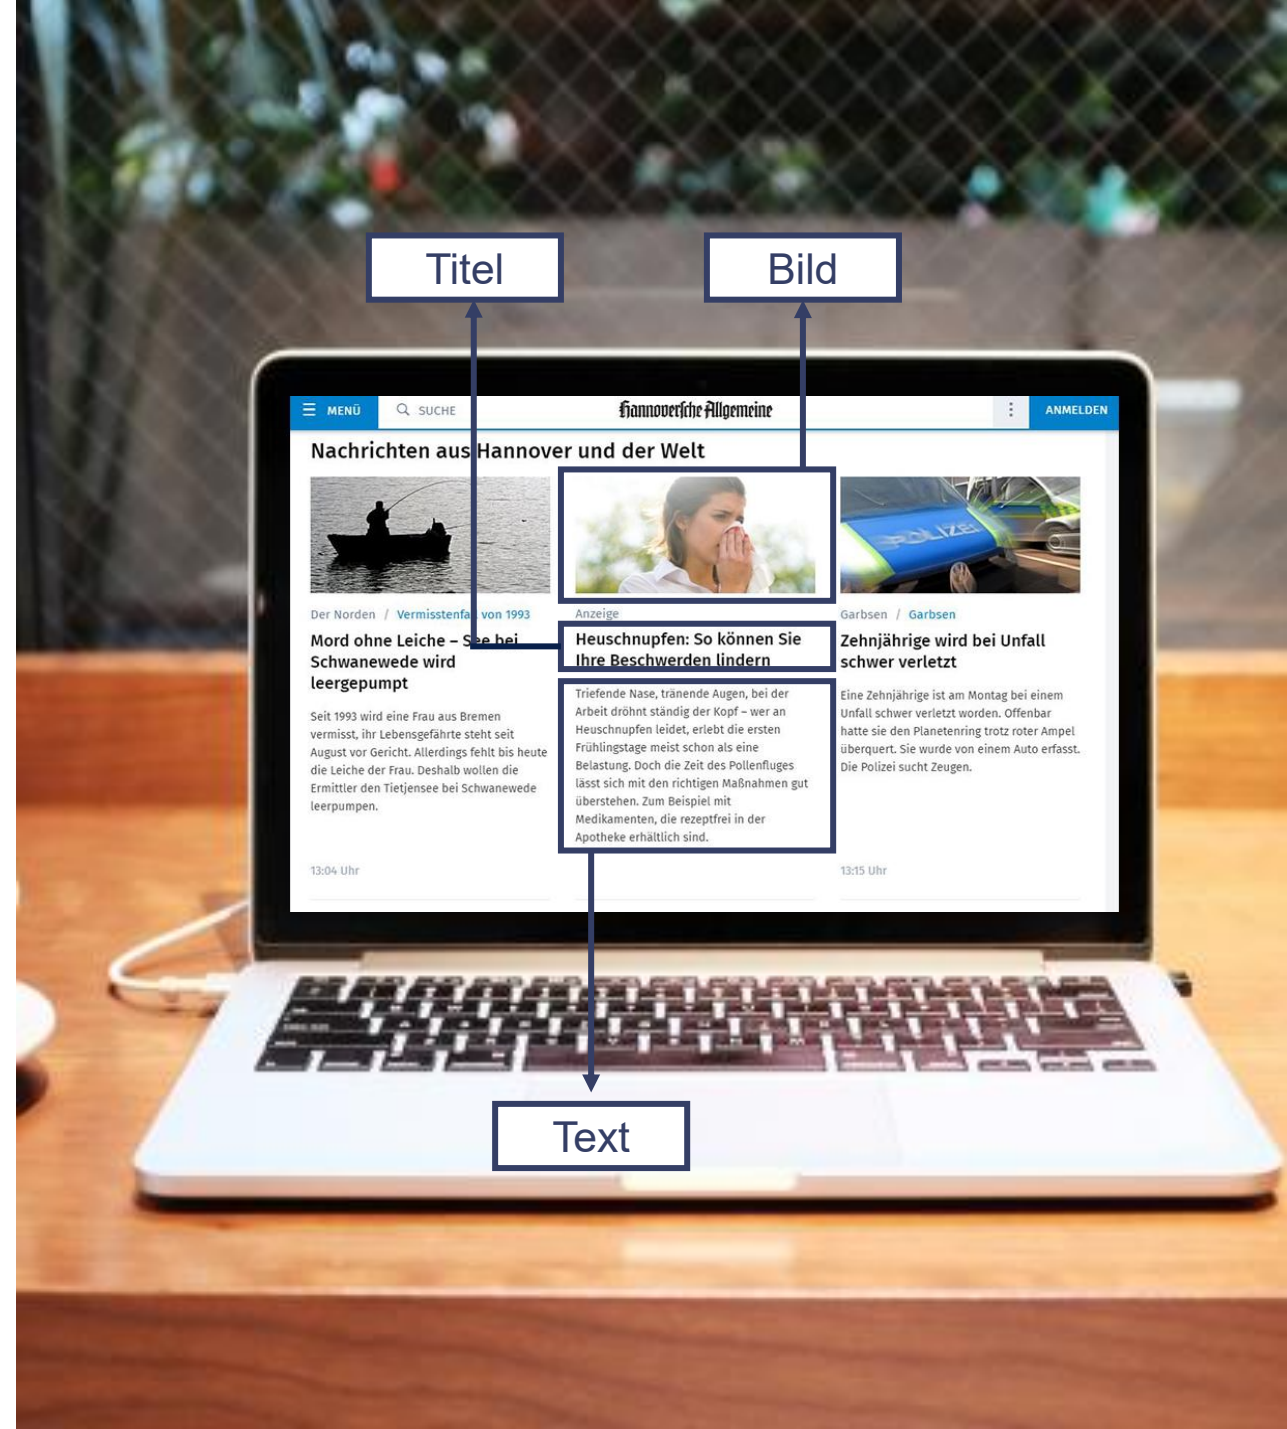 Titel
Bild
MENÜ
SUCHE
Hannoversche Allgemeine
ANMELDEN
Nachrichten aus Hannover und der Welt
Der Norden / Vermisstenfall von 1993
Mord ohne Leiche – See bei
Schwanewede wird
leergepumpt
Seit 1993 wird eine Frau aus Bremen
vermisst, ihr Lebensgefährte steht seit
August vor Gericht. Allerdings fehlt bis heute
die Leiche der Frau. Deshalb wollen die
Ermittler den Tietjensee bei Schwanewede
leerpumpen.
13:04 Uhr
Anzeige
Heuschnupfen: So können Sie
Ihre Beschwerden lindern
Triefende Nase, tränende Augen, bei der
Arbeit dröhnt ständig der Kopf – wer an
Heuschnupfen leidet, erlebt die ersten
Frühlingstage meist schon als eine
Belastung. Doch die Zeit des Pollenfluges
lässt sich mit den richtigen Maßnahmen gut
überstehen. Zum Beispiel mit
Medikamenten, die rezeptfrei in der
Apotheke erhältlich sind.
POLIZEI
Garbsen / Garbsen
Zehnjährige wird bei Unfall
schwer verletzt
Eine Zehnjährige ist am Montag bei einem
Unfall schwer verletzt worden. Offenbar
hatte sie den Planetenring trotz roter Ampel
überquert. Sie wurde von einem Auto erfasst.
Die Polizei sucht Zeugen.
13:15 Uhr
Text